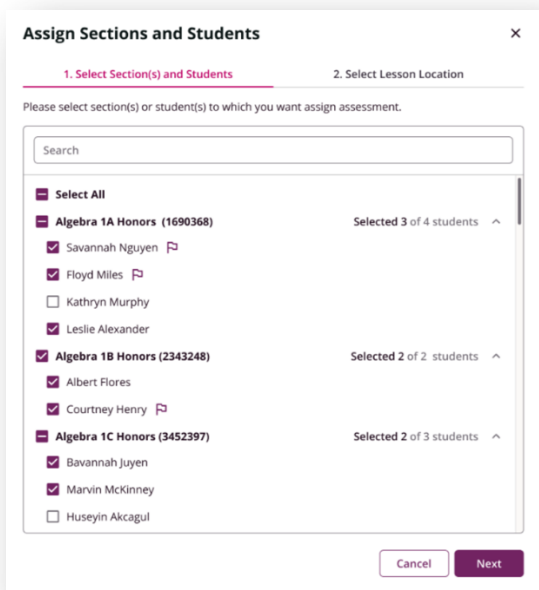 Assign Sections and Students
1. Select Section(s) and Students 2. Select Lesson Location
Please select section(s) or student(s) to which you want assign assessment.
Search
Select All
Algebra 1A Honors (1690368) Selected 3 of 4 students
Savannah Nguyen
Floyd Miles
Kathryn Murphy
Leslie Alexander
Algebra 1B Honors (2343248) Selected 2 of 2 students
Albert Flores
Courtney Henry
Algebra 1C Honors (3452397) Selected 2 of 3 students
Bavannah Juyen
Marvin McKinney
Huseyin Akcagul
Cancel Next